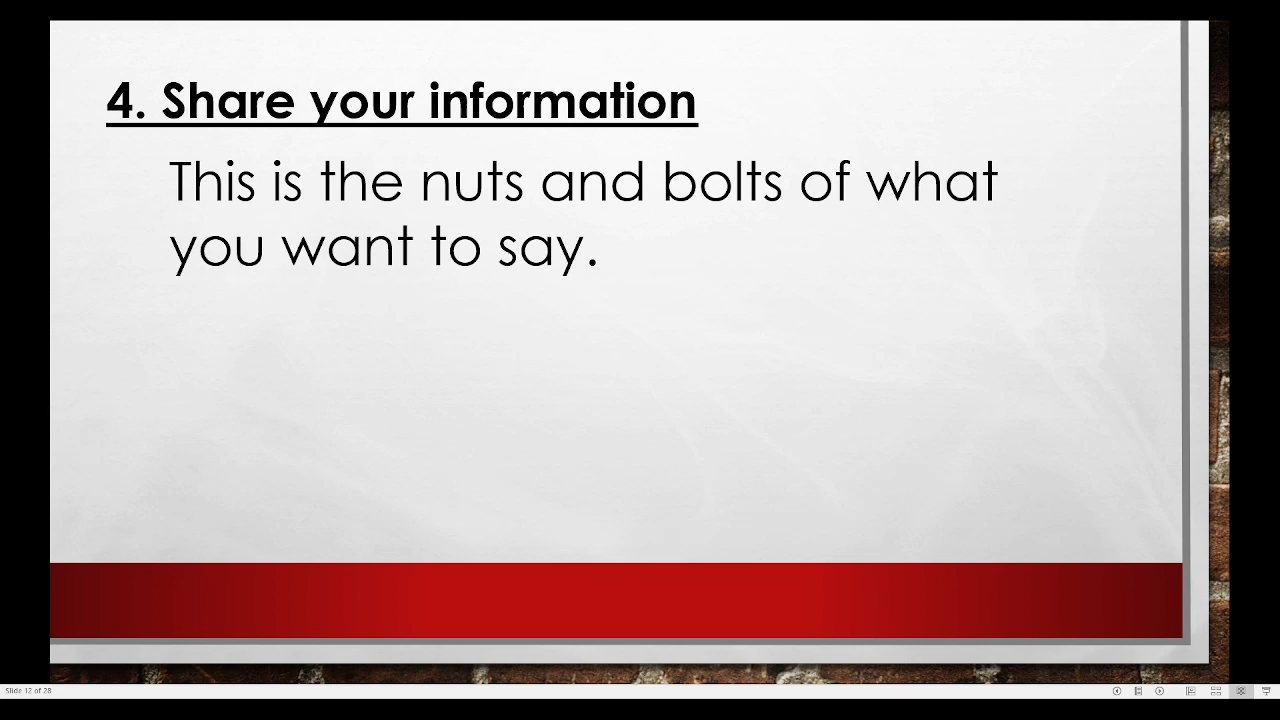 4. Share your information
This is the nuts and bolts of what
you want to say.
Slide 12 of 28